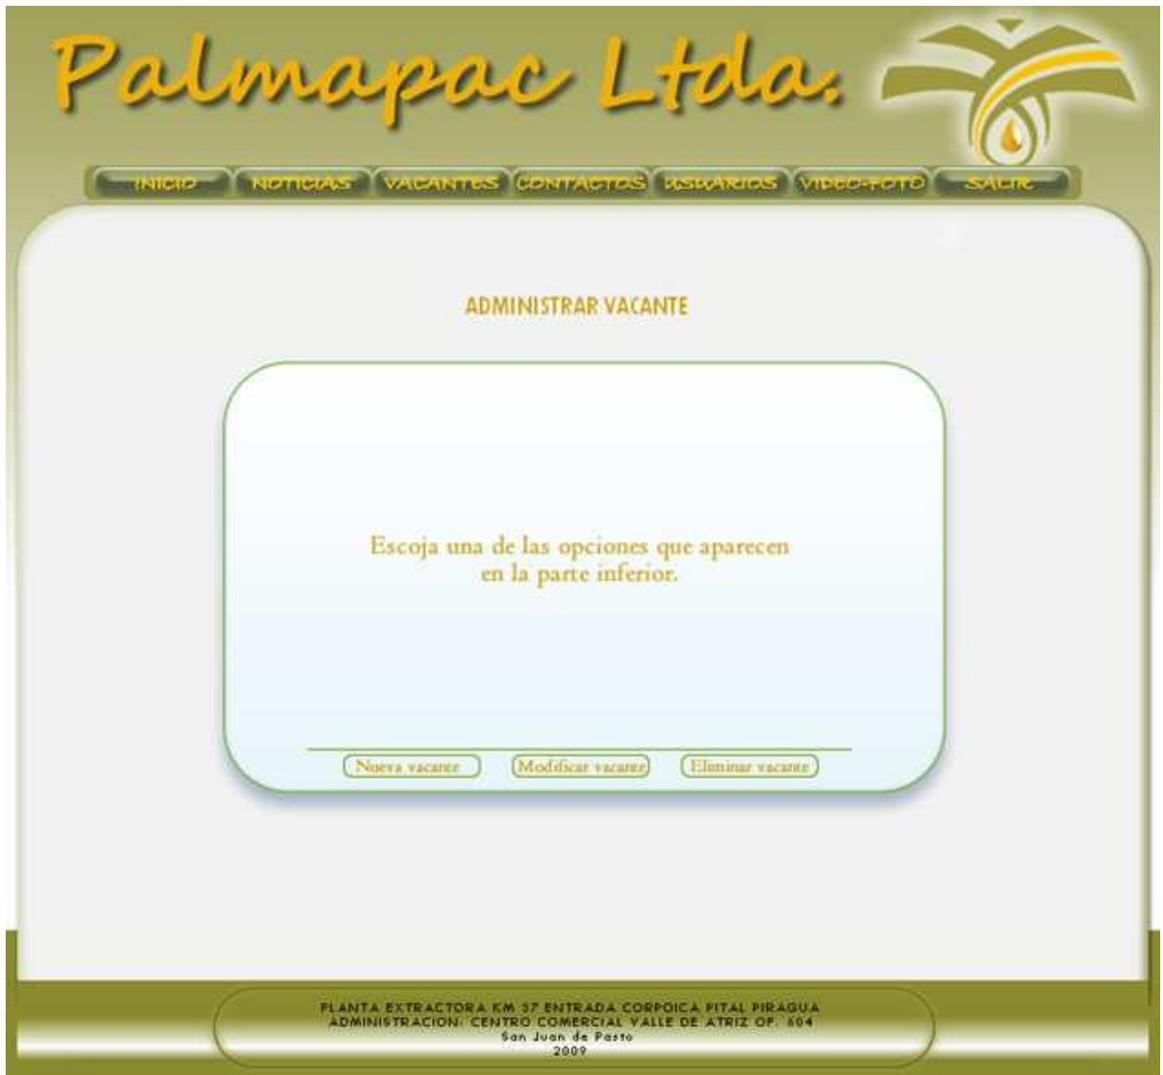 Palmapac Ltda.
INICIO NOTICIAS VACANTES CONTACTOS USUARIOS VIDEO-FOTO SALIR
ADMINISTRAR VACANTE
Escoja una de las opciones que aparecen
en la parte inferior.
Nueva vacante Modificar vacante Eliminar vacante
PLANTA EXTRACTORA KM 37 ENTRADA CORPOICA PITAL PIRAGUA
ADMINISTRACION: CENTRO COMERCIAL VALLE DE ATRIZ OF. 604
San Juan de Pasto
2009